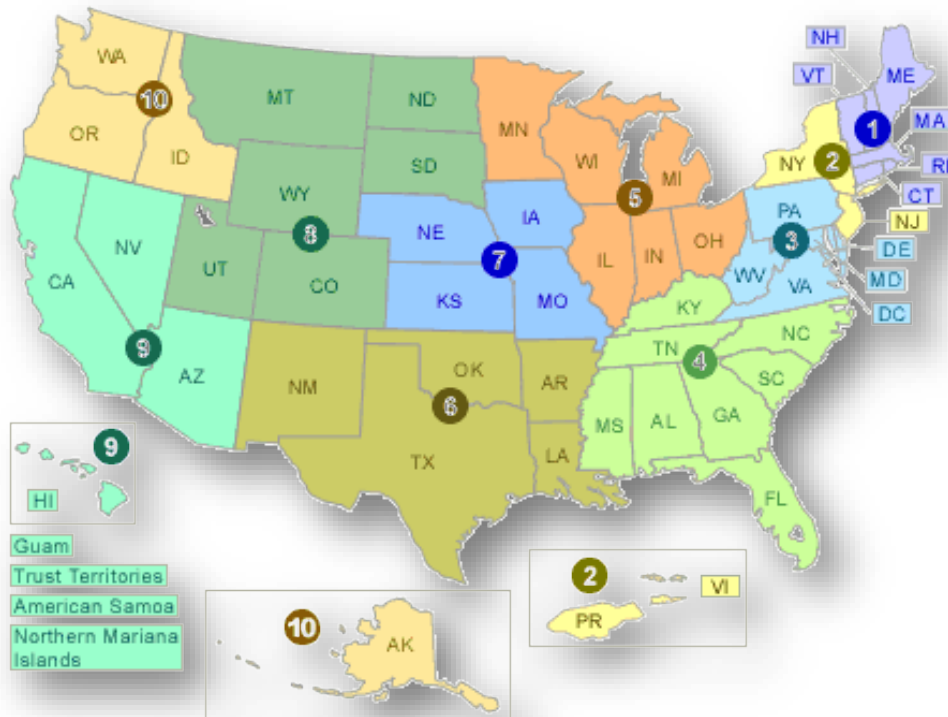 NH
VT
ME
WA
10
MT
ND
MN
MA
1
OR
ID
SD
WI
MI
NY
2
CT
WY
IA
5
PA
NJ
NV
8
NE
7
IL
IN
OH
3
DE
CA
UT
CO
KS
MO
WV
VA
MD
KY
DC
9
AZ
NM
OK
AR
TN
4
NC
SC
6
TX
MS
AL
GA
LA
9
HI
FL
Guam
Trust Territories
American Samoa
Northern Mariana
Islands
10
AK
2
PR
VI